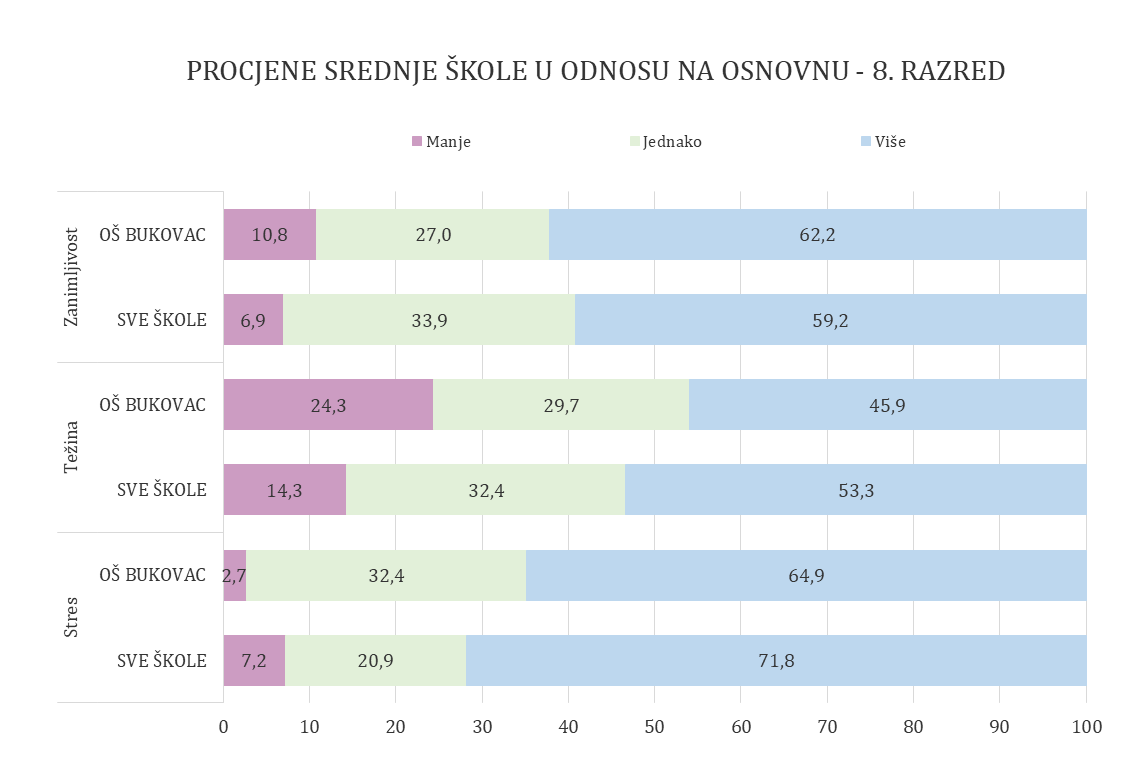 PROCJENE SREDNJE ŠKOLE U ODNOSU NA OSNOVNU - 8. RAZRED
Manje Jednako Više
Zanimljivost
OŠ BUKOVAC 10,8 27,0 62,2
SVE ŠKOLE 6,9 33,9 59,2
Težina
OŠ BUKOVAC 24,3 29,7 45,9
SVE ŠKOLE 14,3 32,4 53,3
Stres
OŠ BUKOVAC 2,7 32,4 64,9
SVE ŠKOLE 7,2 20,9 71,8
0 10 20 30 40 50 60 70 80 90 100